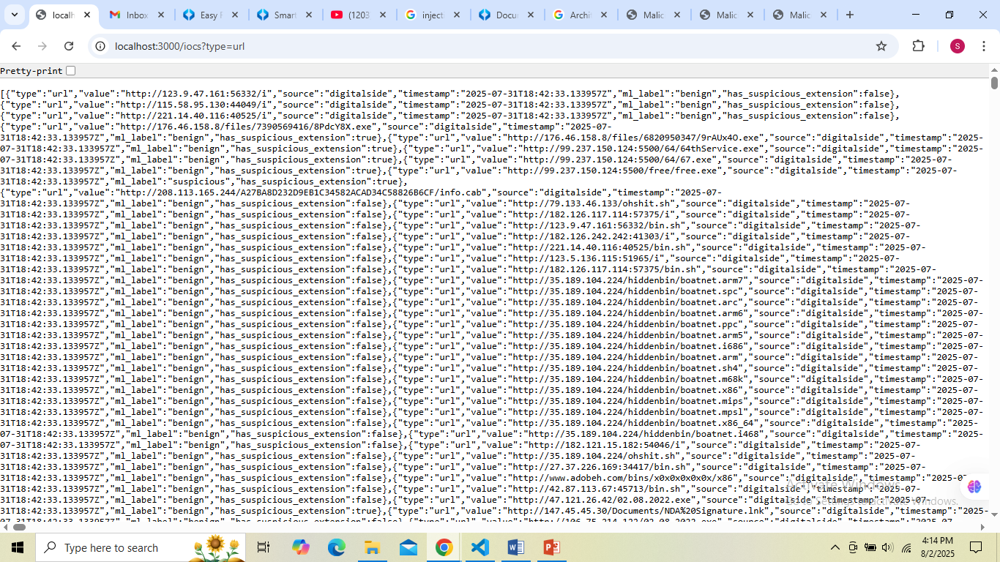 localh
Inbox
Easy F
Smart
(1203
inject
Docu
Archi
Malic
Malic
Malic
localhost:3000/iocs?type=url
S
Pretty-print
[{"type":"url","value":"http://123.9.47.161:56332/i","source":"digitalside","timestamp":"2025-07-31T18:42:33.133957Z","ml_label":"benign","has_suspicious_extension":false},
{"type":"url","value":"http://115.58.95.130:44049/i","source":"digitalside","timestamp":"2025-07-31T18:42:33.133957Z","ml_label":"benign","has_suspicious_extension":false},
{"type":"url","value":"http://221.14.40.116:40525/i","source":"digitalside","timestamp":"2025-07-31T18:42:33.133957Z","ml_label":"benign","has_suspicious_extension":false},
{"type":"url","value":"http://176.46.158.8/files/7390569416/8PdcY8X.exe","source":"digitalside","timestamp":"2025-07-
31T18:42:33.133957Z","ml_label":"benign","has_suspicious_extension":true},{"type":"url","value":"http://176.46.158.8/files/6820950347/9rAUx4O.exe","source":"digitalside","timestamp":"2025-
07-31T18:42:33.133957Z","ml_label":"benign","has_suspicious_extension":true},{"type":"url","value":"http://99.237.150.124:5500/64/64thService.exe","source":"digitalside","timestamp":"2025-
07-31T18:42:33.133957Z","ml_label":"benign","has_suspicious_extension":true},{"type":"url","value":"http://99.237.150.124:5500/64/67.exe","source":"digitalside","timestamp":"2025-07-
31T18:42:33.133957Z","ml_label":"benign","has_suspicious_extension":true},{"type":"url","value":"http://99.237.150.124:5500/free/free.exe","source":"digitalside","timestamp":"2025-07-
31T18:42:33.133957Z","ml_label":"suspicious","has_suspicious_extension":true},
{"type":"url","value":"http://208.113.165.244/A27BA8D232D9EB1C34582ACAD34C58826B6CF/info.cab","source":"digitalside","timestamp":"2025-07-
31T18:42:33.133957Z","ml_label":"benign","has_suspicious_extension":false},{"type":"url","value":"http://79.133.46.133/ohshit.sh","source":"digitalside","timestamp":"2025-07-
31T18:42:33.133957Z","ml_label":"benign","has_suspicious_extension":false},{"type":"url","value":"http://182.126.117.114:57375/i","source":"digitalside","timestamp":"2025-07-
31T18:42:33.133957Z","ml_label":"benign","has_suspicious_extension":false},{"type":"url","value":"http://123.9.47.161:56332/bin.sh","source":"digitalside","timestamp":"2025-07-
31T18:42:33.133957Z","ml_label":"benign","has_suspicious_extension":false},{"type":"url","value":"http://182.126.242.242:41303/i","source":"digitalside","timestamp":"2025-07-
31T18:42:33.133957Z","ml_label":"benign","has_suspicious_extension":false},{"type":"url","value":"http://221.14.40.116:40525/bin.sh","source":"digitalside","timestamp":"2025-07-
31T18:42:33.133957Z","ml_label":"benign","has_suspicious_extension":false},{"type":"url","value":"http://123.5.136.115:51965/i","source":"digitalside","timestamp":"2025-07-
31T18:42:33.133957Z","ml_label":"benign","has_suspicious_extension":false},{"type":"url","value":"http://182.126.117.114:57375/bin.sh","source":"digitalside","timestamp":"2025-07-
31T18:42:33.133957Z","ml_label":"benign","has_suspicious_extension":false},{"type":"url","value":"http://35.189.104.224/hiddenbin/boatnet.arm7","source":"digitalside","timestamp":"2025-07-
31T18:42:33.133957Z","ml_label":"benign","has_suspicious_extension":false},{"type":"url","value":"http://35.189.104.224/hiddenbin/boatnet.spc","source":"digitalside","timestamp":"2025-07-
31T18:42:33.133957Z","ml_label":"benign","has_suspicious_extension":false},{"type":"url","value":"http://35.189.104.224/hiddenbin/boatnet.arc","source":"digitalside","timestamp":"2025-07-
31T18:42:33.133957Z","ml_label":"benign","has_suspicious_extension":false},{"type":"url","value":"http://35.189.104.224/hiddenbin/boatnet.arm6","source":"digitalside","timestamp":"2025-07-
31T18:42:33.133957Z","ml_label":"benign","has_suspicious_extension":false},{"type":"url","value":"http://35.189.104.224/hiddenbin/boatnet.ppc","source":"digitalside","timestamp":"2025-07-
31T18:42:33.133957Z","ml_label":"benign","has_suspicious_extension":false},{"type":"url","value":"http://35.189.104.224/hiddenbin/boatnet.arm5","source":"digitalside","timestamp":"2025-07-
31T18:42:33.133957Z","ml_label":"benign","has_suspicious_extension":false},{"type":"url","value":"http://35.189.104.224/hiddenbin/boatnet.i686","source":"digitalside","timestamp":"2025-07-
31T18:42:33.133957Z","ml_label":"benign","has_suspicious_extension":false},{"type":"url","value":"http://35.189.104.224/hiddenbin/boatnet.arm","source":"digitalside","timestamp":"2025-07-
31T18:42:33.133957Z","ml_label":"benign","has_suspicious_extension":false},{"type":"url","value":"http://35.189.104.224/hiddenbin/boatnet.sh4","source":"digitalside","timestamp":"2025-07-
31T18:42:33.133957Z","ml_label":"benign","has_suspicious_extension":false},{"type":"url","value":"http://35.189.104.224/hiddenbin/boatnet.m68k","source":"digitalside","timestamp":"2025-07-
31T18:42:33.133957Z","ml_label":"benign","has_suspicious_extension":false},{"type":"url","value":"http://35.189.104.224/hiddenbin/boatnet.x86","source":"digitalside","timestamp":"2025-07-
31T18:42:33.133957Z","ml_label":"benign","has_suspicious_extension":false},{"type":"url","value":"http://35.189.104.224/hiddenbin/boatnet.mips","source":"digitalside","timestamp":"2025-07-
31T18:42:33.133957Z","ml_label":"benign","has_suspicious_extension":false},{"type":"url","value":"http://35.189.104.224/hiddenbin/boatnet.mpsl","source":"digitalside","timestamp":"2025-07-
31T18:42:33.133957Z","ml_label":"benign","has_suspicious_extension":false},{"type":"url","value":"http://35.189.104.224/hiddenbin/boatnet.x86_64","source":"digitalside","timestamp":"2025-
07-31T18:42:33.133957Z","ml_label":"benign","has_suspicious_extension":false},{"type":"url","value":"http://35.189.104.224/hiddenbin/boatnet.i468","source":"digitalside","timestamp":"2025-
07-31T18:42:33.133957Z","ml_label":"benign","has_suspicious_extension":false},{"type":"url","value":"http://182.121.15.182:54046/i","source":"digitalside","timestamp":"2025-07-
31T18:42:33.133957Z","ml_label":"benign","has_suspicious_extension":false},{"type":"url","value":"http://35.189.104.224/ohshit.sh","source":"digitalside","timestamp":"2025-07-
31T18:42:33.133957Z","ml_label":"benign","has_suspicious_extension":false},{"type":"url","value":"http://27.37.226.169:34417/bin.sh","source":"digitalside","timestamp":"2025-07-
31T18:42:33.133957Z","ml_label":"benign","has_suspicious_extension":false},{"type":"url","value":"http://www.adobeh.com/bins/x0x0x0x0x0x/x86","source":"digitalside","timestamp":"2025-
31T18:42:33.133957Z","ml_label":"benign","has_suspicious_extension":false},{"type":"url","value":"http://42.87.113.67:45713/bin.sh","source":"digitalside","timestamp":"2025-07-
31T18:42:33.133957Z","ml_label":"benign","has_suspicious_extension":false},{"type":"url","value":"http://47.121.26.42/02.08.2022.exe","source":"digitalside","timestamp":"2025-07-
31T18:42:33.133957Z","ml_label":"benign","has_suspicious_extension":true},{"type":"url","value":"http://147.45.45.30/Documents/NDA%20Signature.lnk","source":"digitalside","timestamp":"2025-
Activate Windows
Go to Settings to activate Windows.
Type here to search
4:14 PM
8/2/2025